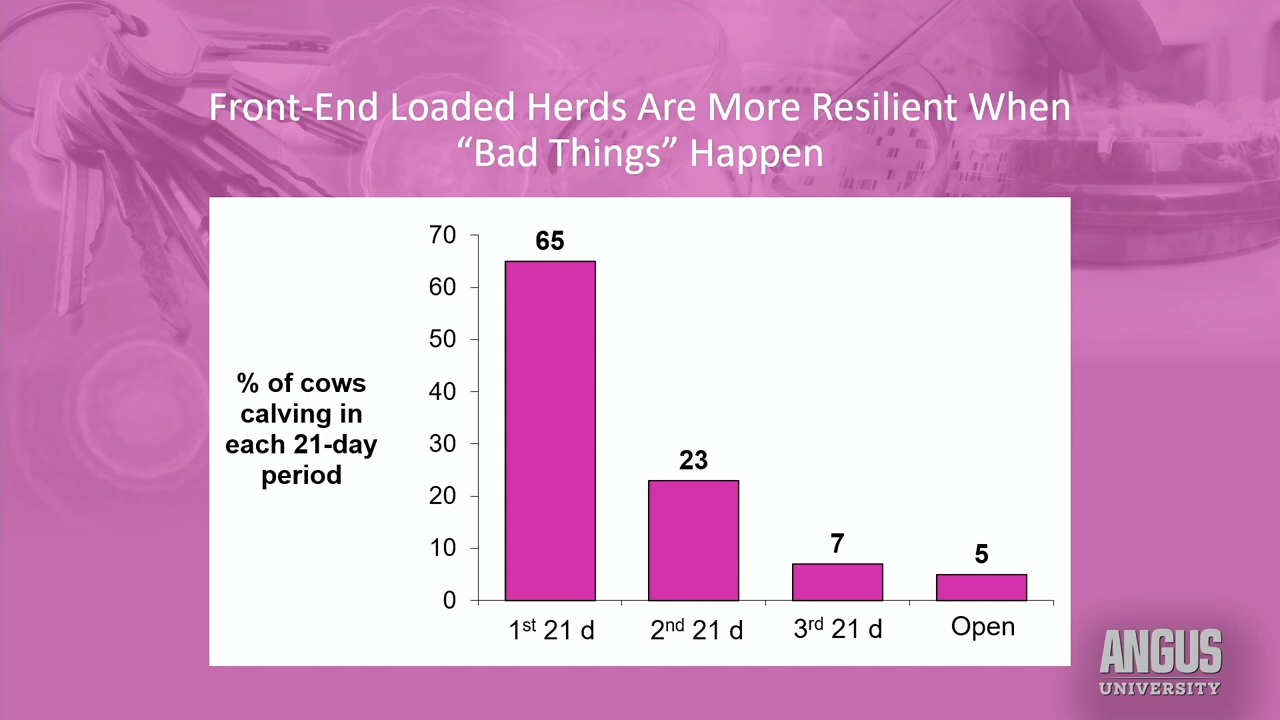 Front-End Loaded Herds Are More Resilient When
“Bad Things” Happen
70
60
50
40
30
20
10
0
% of cows
calving in
each 21-day
period
65
23
7
5
1st 21 d
2nd 21 d
3rd 21 d
Open
ANGUS
UNIVERSITY